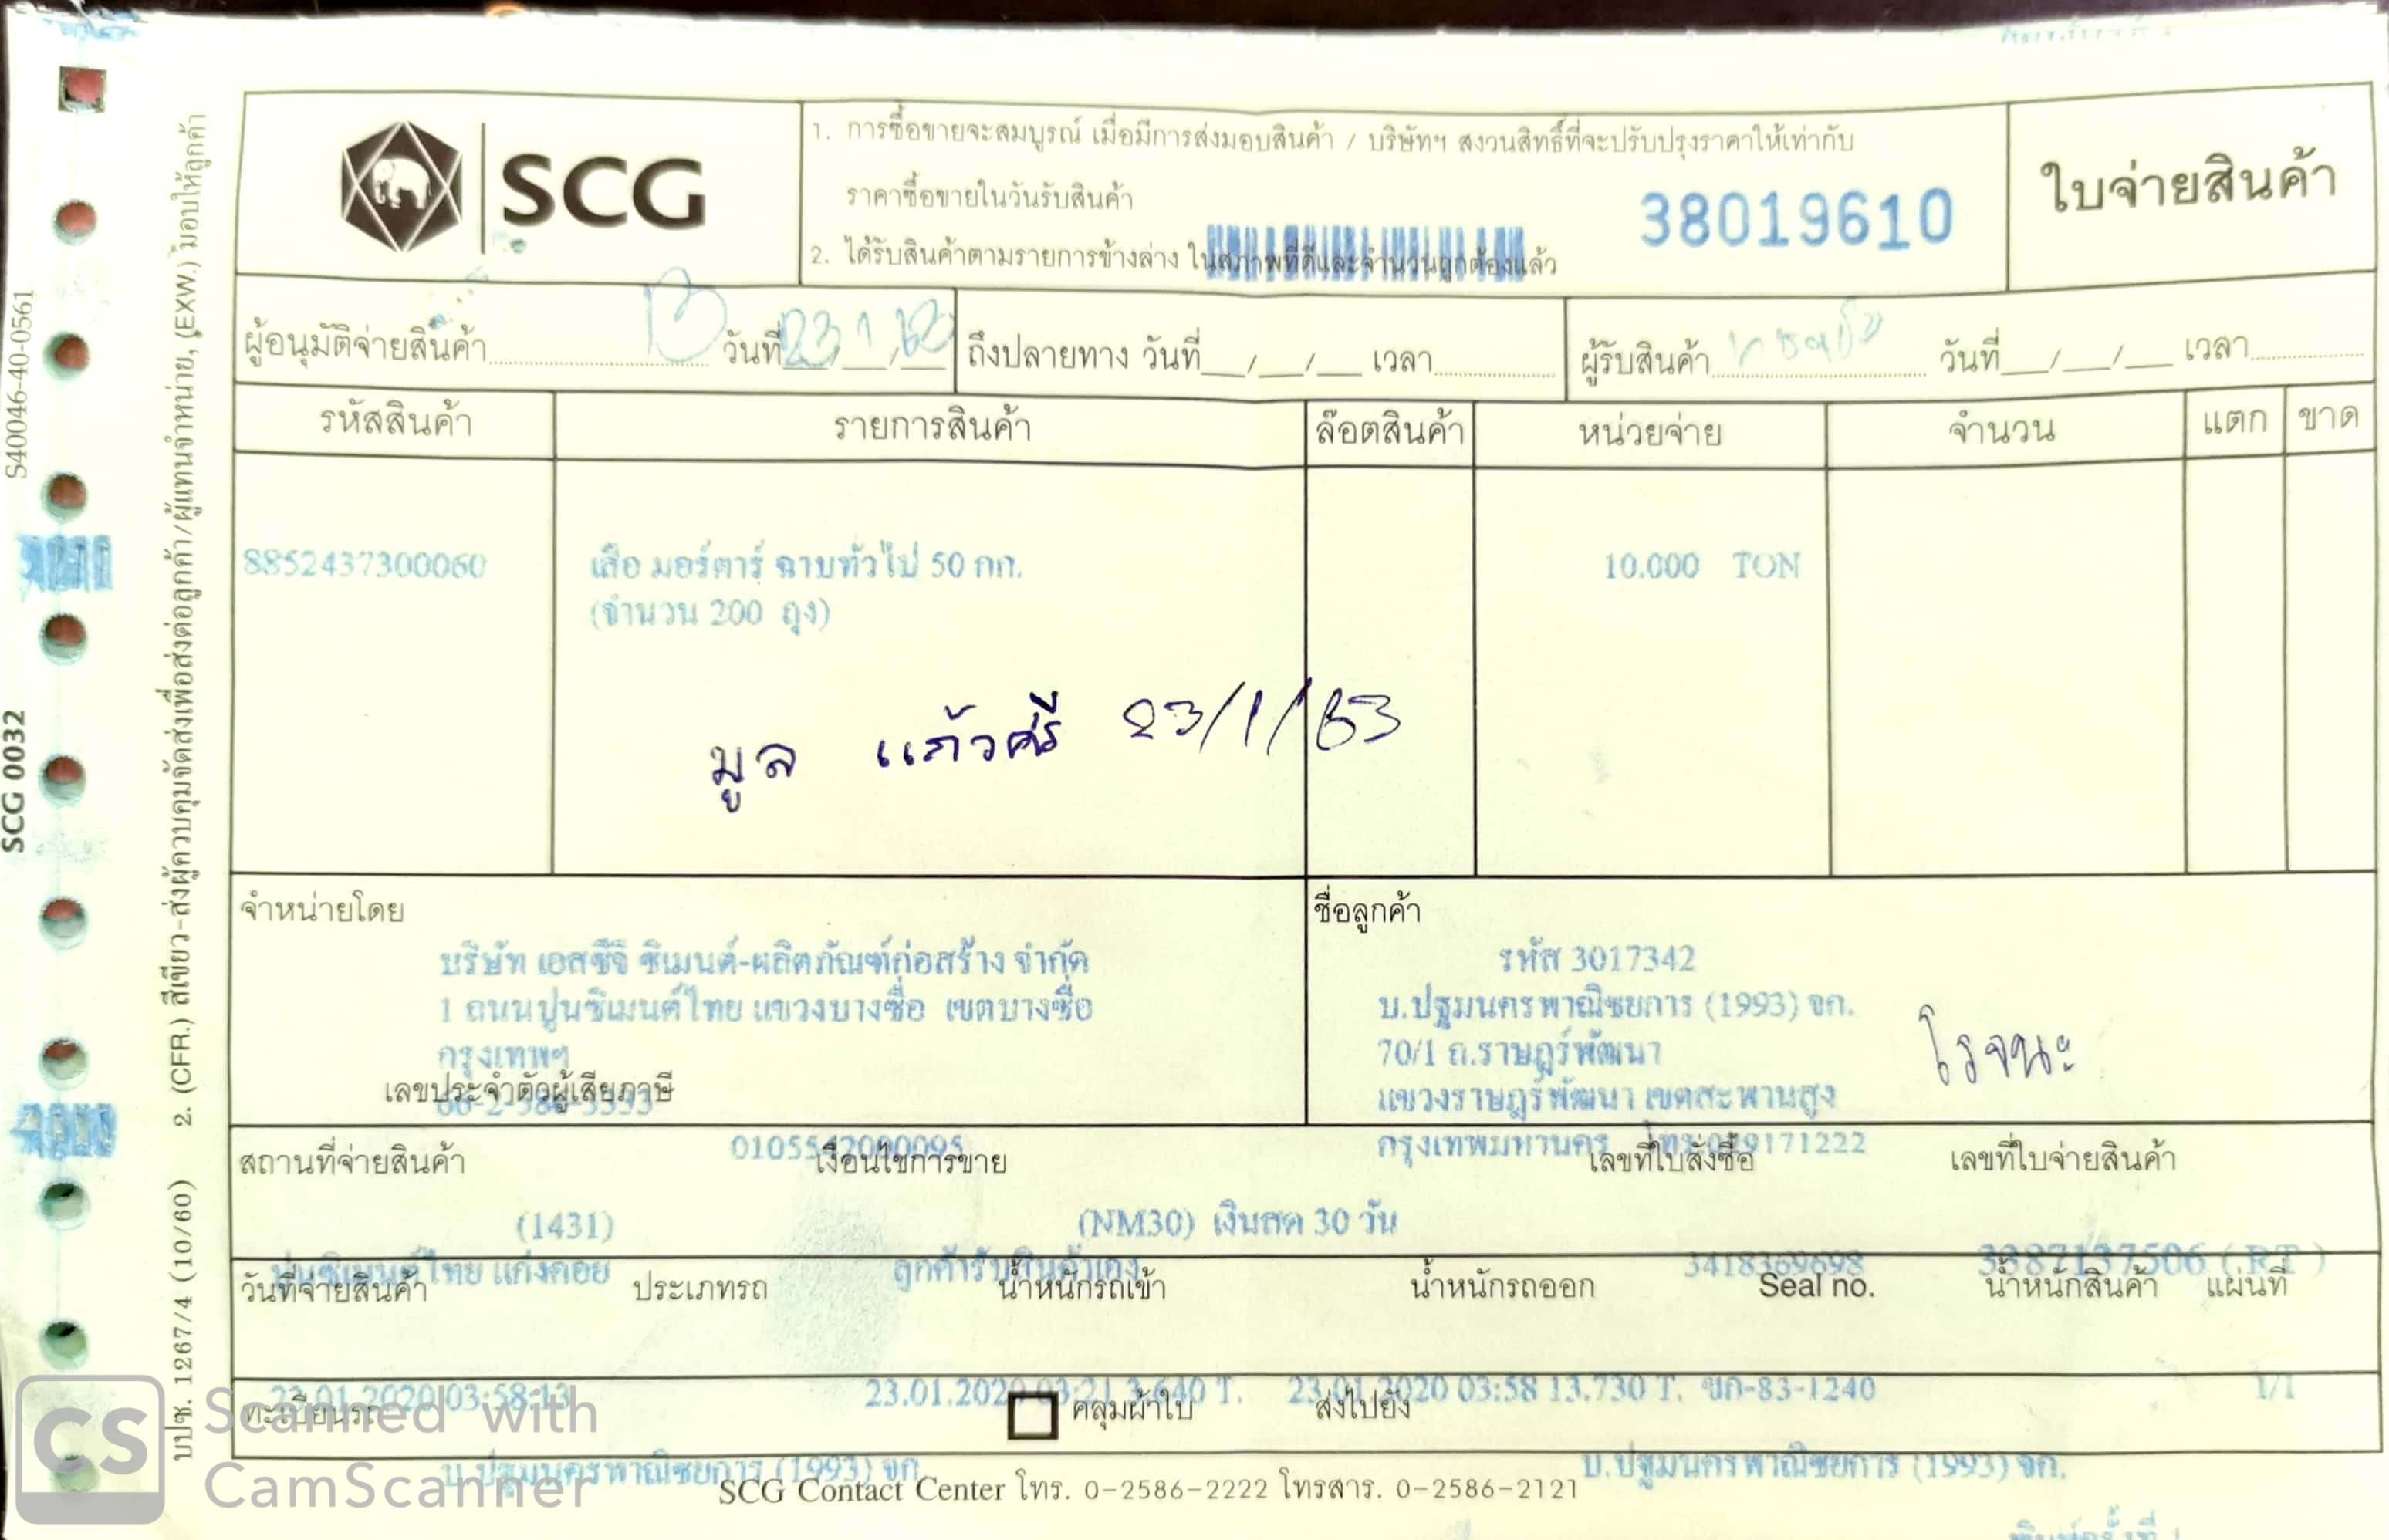 SCG
1. การซื้อขายจะสมบูรณ์ เมื่อมีการส่งมอบสินค้า / บริษัทฯ สงวนสิทธิ์ที่จะปรับปรุงราคาให้เท่ากับ
ราคาซื้อขายในวันรับสินค้า
38019610
ใบจ่ายสินค้า
2. ได้รับสินค้าตามรายการข้างล่าง ในสภาพที่ดีและจำนวนถูกต้องแล้ว
ผู้อนุมัติจ่ายสินค้า วันที่ 23/1/63 ถึงปลายทาง วันที่ / / เวลา ผู้รับสินค้า วันที่ / / เวลา
รหัสสินค้า รายการสินค้า ล๊อตสินค้า หน่วยจ่าย จำนวน แตก ขาด
8852437300060 เสือ มอร์ตาร์ ฉาบทั่วไป 50 กก. 10.000 TON
(จำนวน 200 ถุง)
มูล แก้วศรี 23/1/63
จำหน่ายโดย
บริษัท เอสซีจี ซิเมนต์-ผลิตภัณฑ์ก่อสร้าง จำกัด
1 ถนนปูนซิเมนต์ไทย แขวงบางซื่อ เขตบางซื่อ
กรุงเทพฯ
เลขประจำตัวผู้เสียภาษี
ชื่อลูกค้า
รหัส 3017342
บ.ปฐมนครพาณิชยการ (1993) จก.
70/1 ถ.ราษฎร์พัฒนา
โรจนะ
แขวงราษฎร์พัฒนา เขตสะพานสูง
กรุงเทพมหานคร
สถานที่จ่ายสินค้า เงื่อนไขการขาย เลขที่ใบสั่งซื้อ เลขที่ใบจ่ายสินค้า
(1431) (NM30) เงินสด 30 วัน
ปูนซิเมนต์ไทย แก่งคอย ลูกค้ารับสินค้าเอง 3418369698 3387137506 (RT)
วันที่จ่ายสินค้า ประเภทรถ น้ำหนักรถเข้า น้ำหนักรถออก Seal no. น้ำหนักสินค้า แผ่นที่
23.01.2020 03:58:13 23.01.2020 03:21 3.640 T. 23.01.2020 03:58 13.730 T. ขก-83-1240 1/1
ทะเบียนรถ คลุมผ้าใบ ส่งไปยัง
บ.ปฐมนครพาณิชยการ (1993) จก. บ.ปฐมนครพาณิชยการ (1993) จก.
SCG Contact Center โทร. 0-2586-2222 โทรสาร. 0-2586-2121
S40046-40-0561
SCG 0032
บปซ. 1267/4 (10/60) 2. (CFR.) สีเขียว-ส่งผู้ควบคุมจัดส่งเพื่อส่งต่อลูกค้า/ผู้แทนจำหน่าย, (EXW.) มอบให้ลูกค้า
CS Scanned with
CamScanner